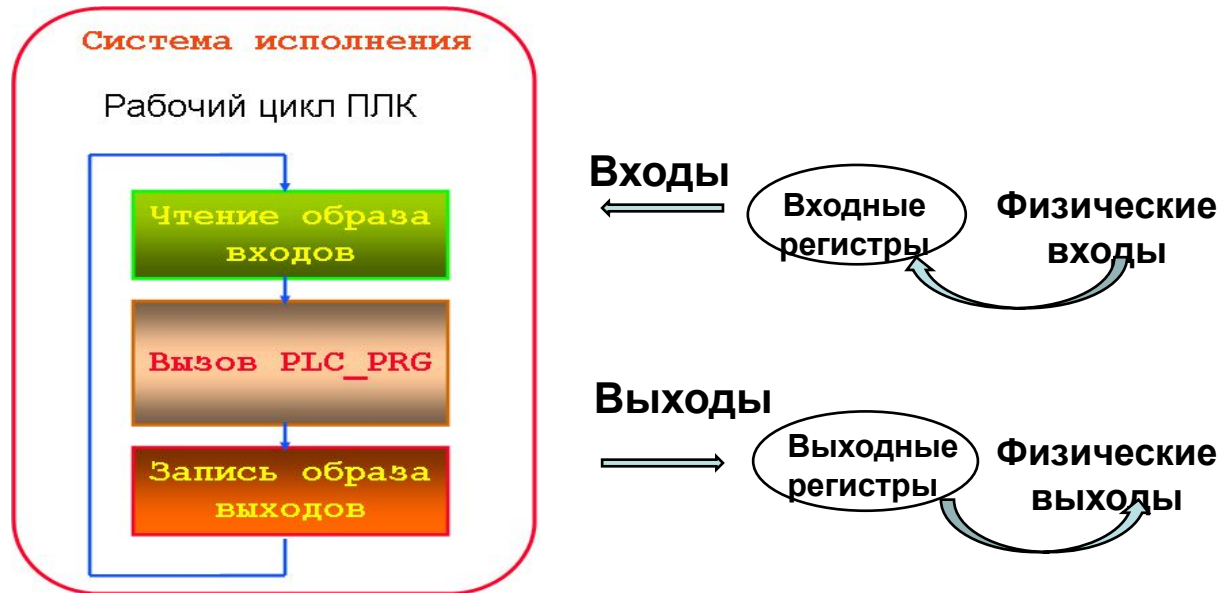 Система исполнения
Рабочий цикл ПЛК
Чтение образа
входов
Вызов PLC_PRG
Запись образа
выходов
Входы
Входные
регистры
Физические
входы
Выходы
Выходные
регистры
Физические
выходы